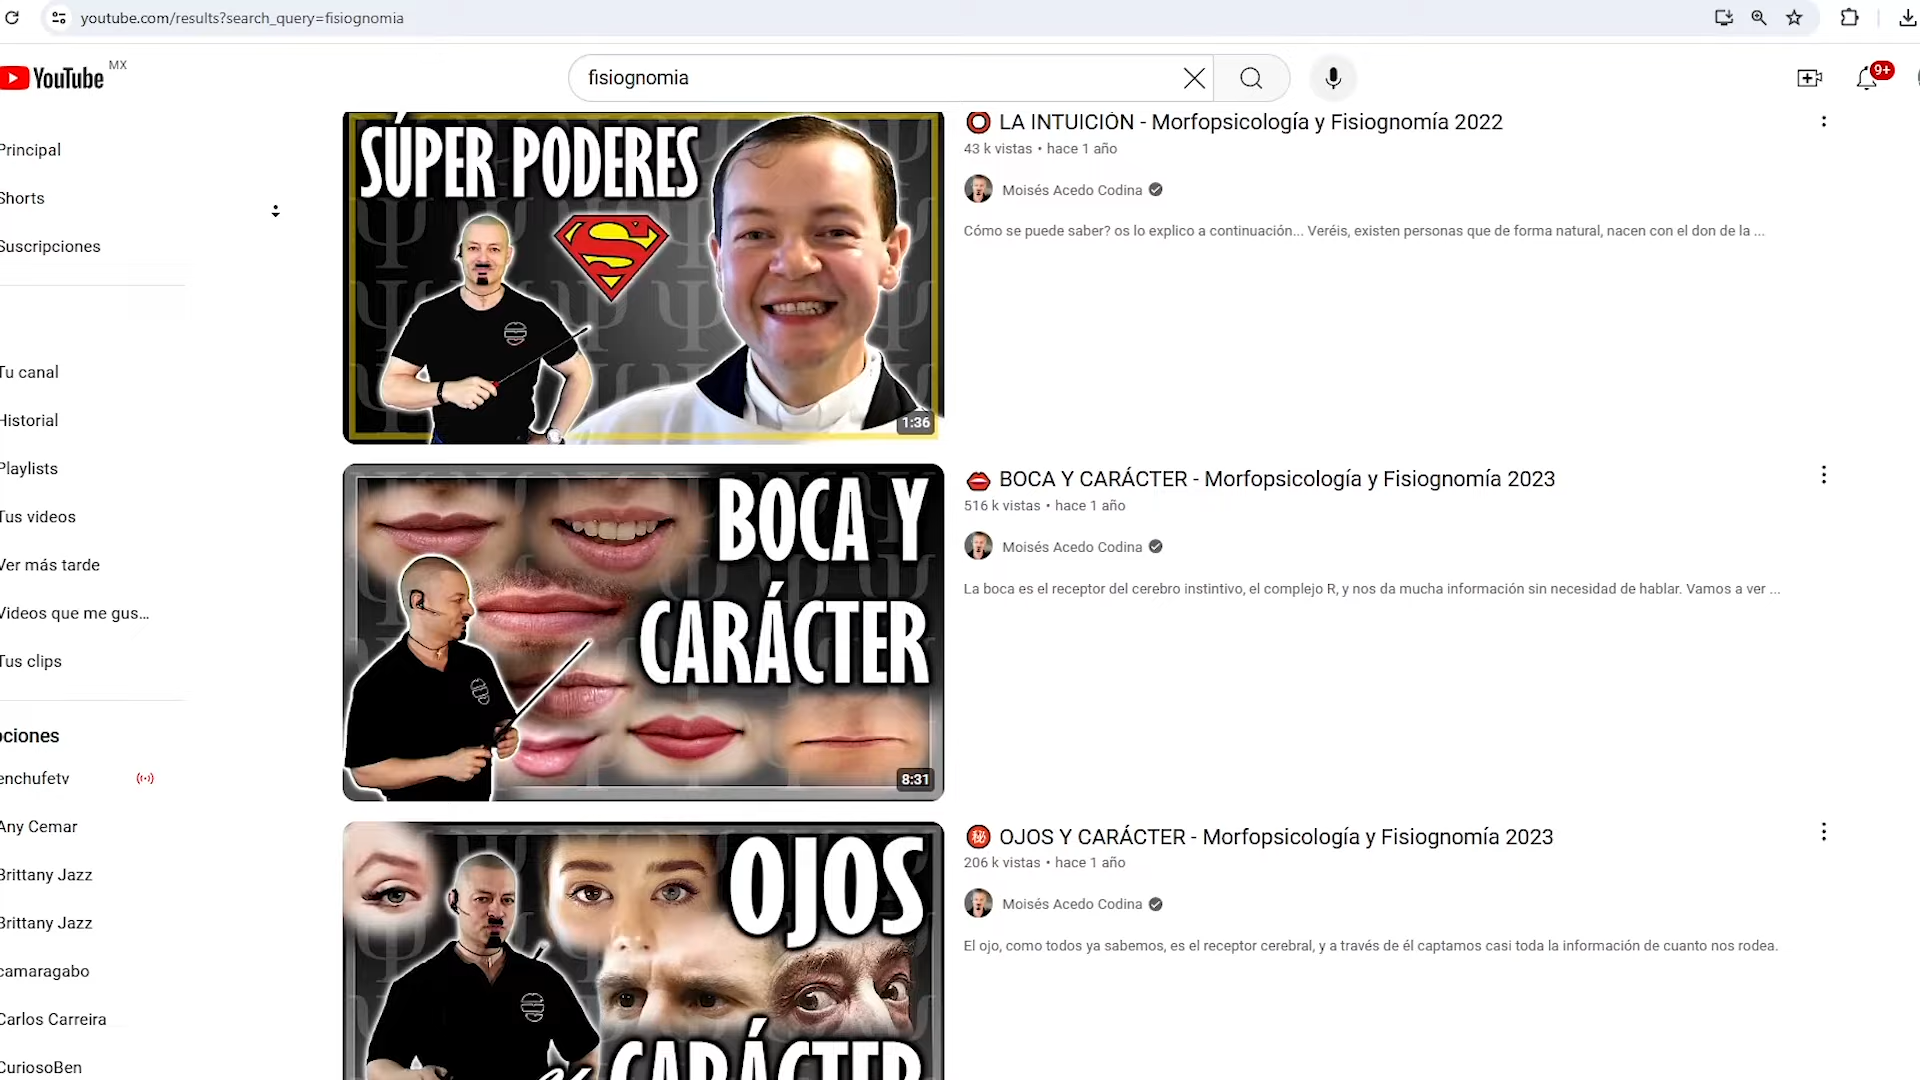 youtube.com/results?search_query=fisiognomia
YouTube MX
fisiognomia
9+
Principal
Shorts
Suscripciones
Tu canal
Historial
Playlists
Tus videos
Ver más tarde
Videos que me gus...
Tus clips
ociones
enchufetv
Any Cemar
Brittany Jazz
Brittany Jazz
camaragabo
Carlos Carreira
CuriosoBen
SÚPER PODERES
S
1:36
LA INTUICIÓN - Morfopsicología y Fisiognomía 2022
43 k vistas • hace 1 año
Moisés Acedo Codina
Cómo se puede saber? os lo explico a continuación... Veréis, existen personas que de forma natural, nacen con el don de la ...
BOCA Y
CARÁCTER
8:31
BOCA Y CARÁCTER - Morfopsicología y Fisiognomía 2023
516 k vistas • hace 1 año
Moisés Acedo Codina
La boca es el receptor del cerebro instintivo, el complejo R, y nos da mucha información sin necesidad de hablar. Vamos a ver ...
OJOS
CARÁCTER
㊙ OJOS Y CARÁCTER - Morfopsicología y Fisiognomía 2023
206 k vistas • hace 1 año
Moisés Acedo Codina
El ojo, como todos ya sabemos, es el receptor cerebral, y a través de él captamos casi toda la información de cuanto nos rodea.